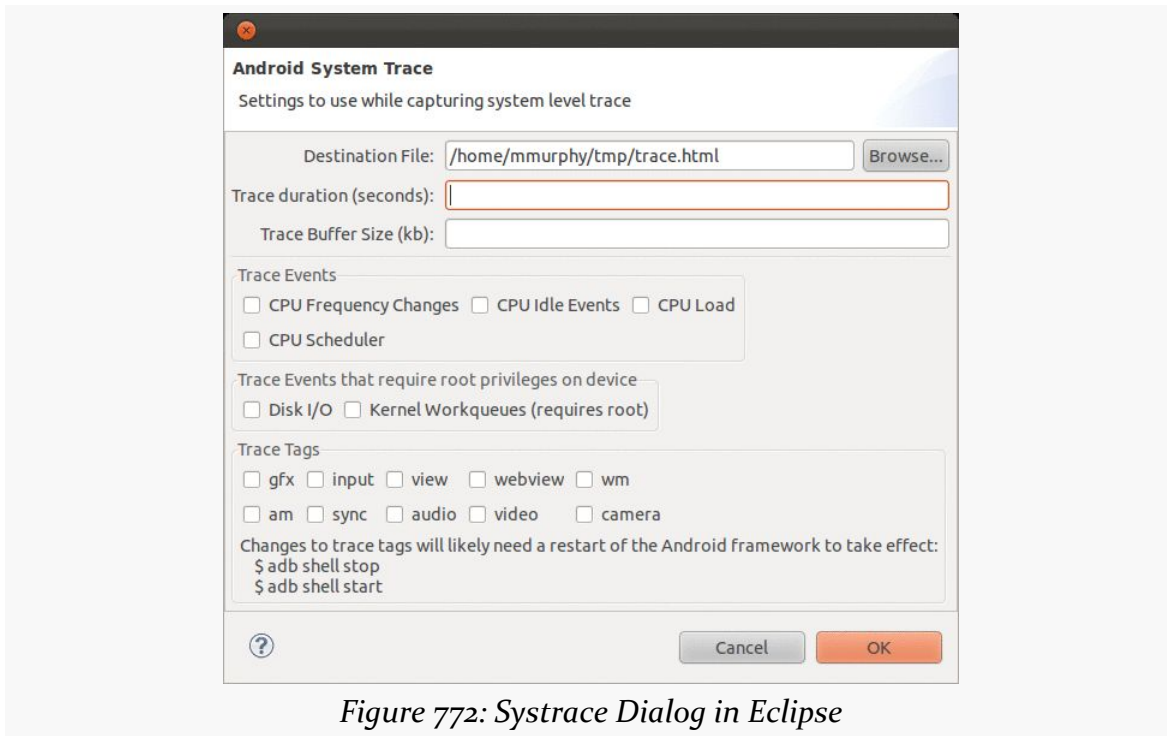 Android System Trace
Settings to use while capturing system level trace
Destination File: /home/mmurphy/tmp/trace.html Browse...
Trace duration (seconds):
Trace Buffer Size (kb):
Trace Events
CPU Frequency Changes CPU Idle Events CPU Load
CPU Scheduler
Trace Events that require root privileges on device
Disk I/O Kernel Workqueues (requires root)
Trace Tags
gfx input view webview wm
am sync audio video camera
Changes to trace tags will likely need a restart of the Android framework to take effect:
$ adb shell stop
$ adb shell start
? Cancel OK
Figure 772: Systrace Dialog in Eclipse